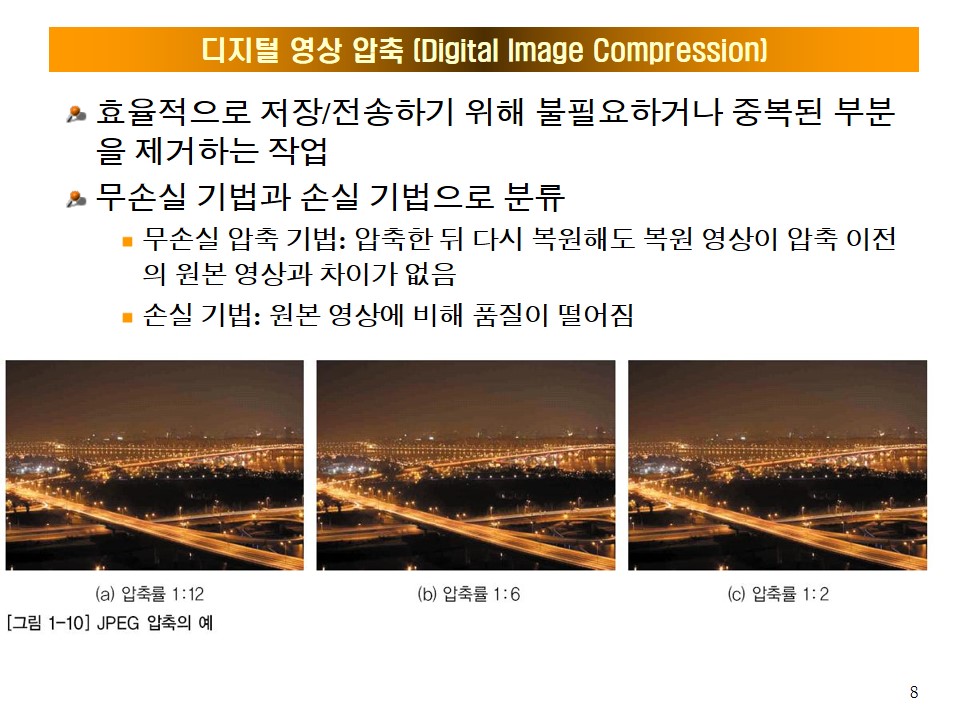 디지털 영상 압축 (Digital Image Compression)
효율적으로 저장/전송하기 위해 불필요하거나 중복된 부분
을 제거하는 작업
무손실 기법과 손실 기법으로 분류
무손실 압축 기법: 압축한 뒤 다시 복원해도 복원 영상이 압축 이전
의 원본 영상과 차이가 없음
손실 기법: 원본 영상에 비해 품질이 떨어짐
(a) 압축률 1:12
(b) 압축률 1:6
(c) 압축률 1:2
[그림 1-10] JPEG 압축의 예
8